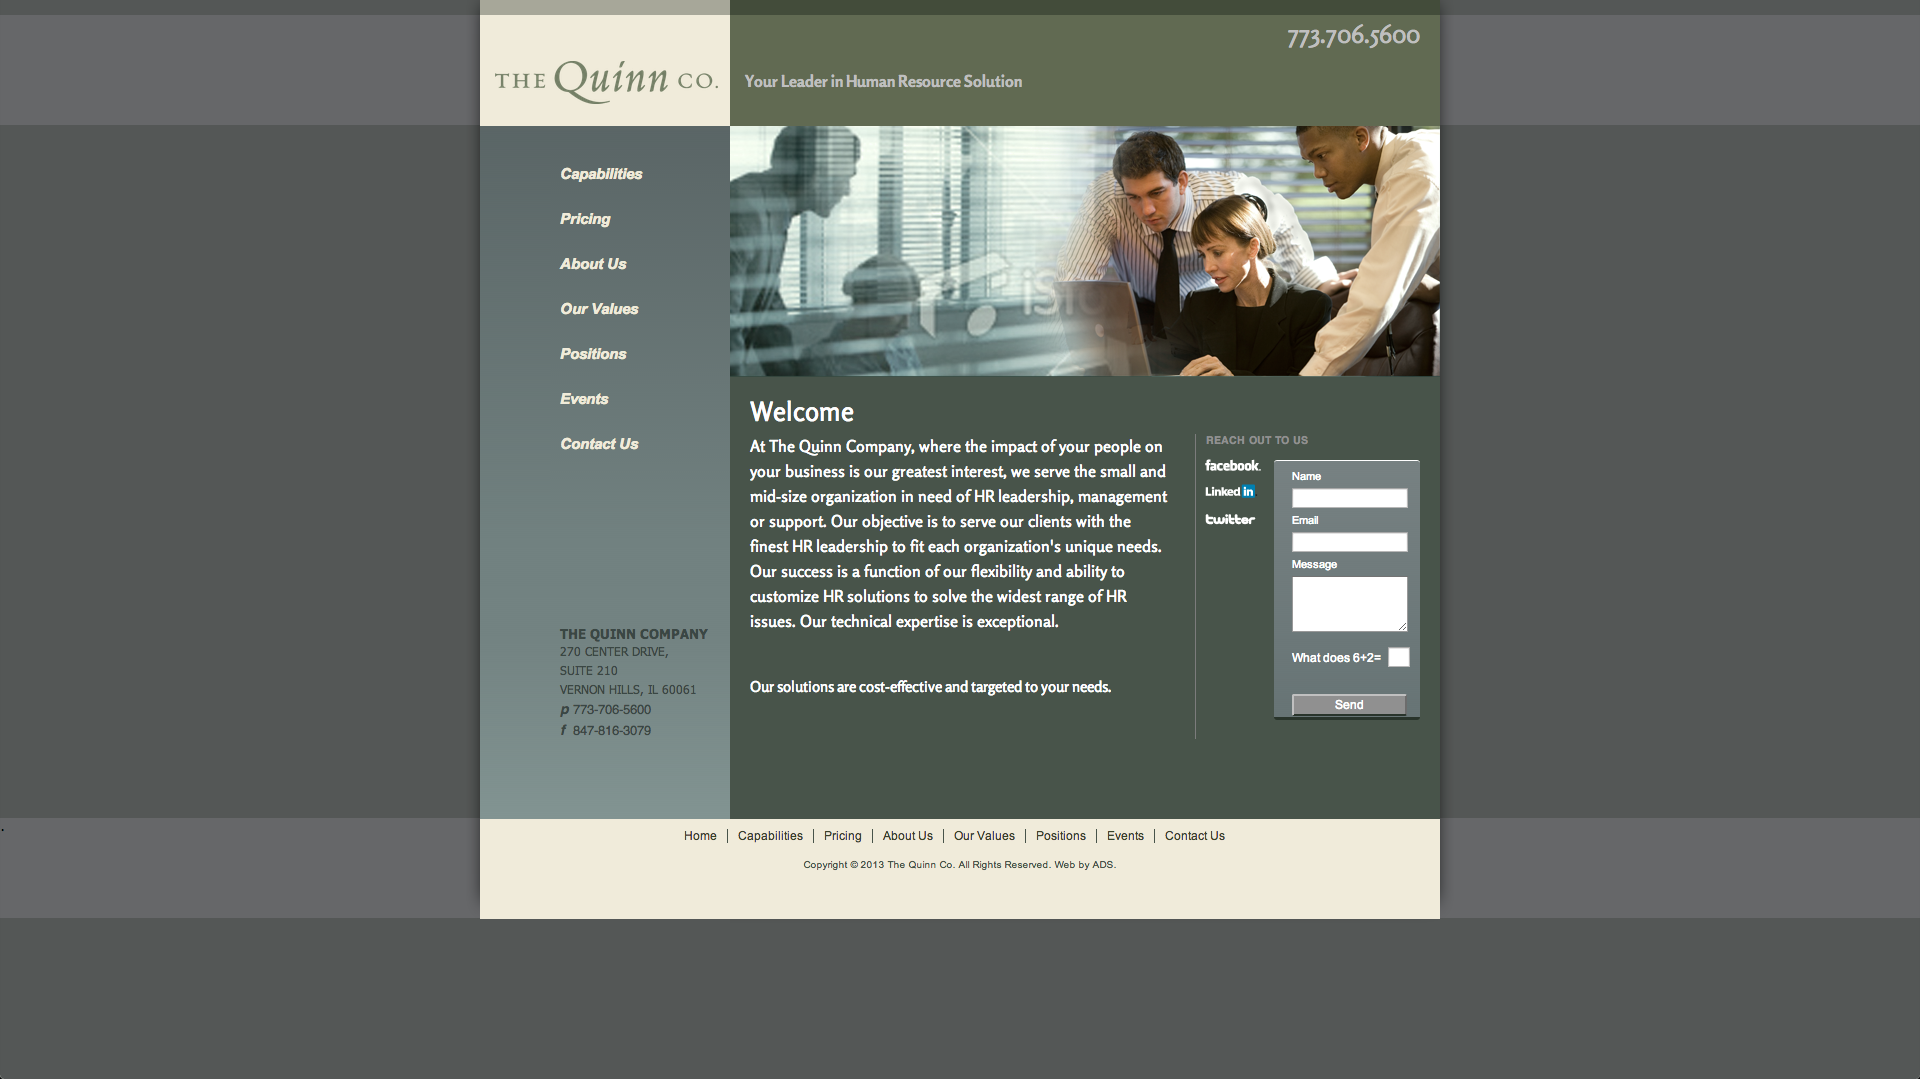 773.706.5600
THE Quinn CO.
Your Leader in Human Resource Solution
Capabilities
Pricing
About Us
Our Values
Positions
Events
Contact Us
THE QUINN COMPANY
270 CENTER DRIVE,
SUITE 210
VERNON HILLS, IL 60061
p 773-706-5600
f 847-816-3079
Welcome
At The Quinn Company, where the impact of your people on
your business is our greatest interest, we serve the small and
mid-size organization in need of HR leadership, management
or support. Our objective is to serve our clients with the
finest HR leadership to fit each organization's unique needs.
Our success is a function of our flexibility and ability to
customize HR solutions to solve the widest range of HR
issues. Our technical expertise is exceptional.
Our solutions are cost-effective and targeted to your needs.
REACH OUT TO US
facebook.
Linked in
twitter
Name
Email
Message
What does 6+2=
Send
.
Home | Capabilities | Pricing | About Us | Our Values | Positions | Events | Contact Us
Copyright © 2013 The Quinn Co. All Rights Reserved. Web by ADS.